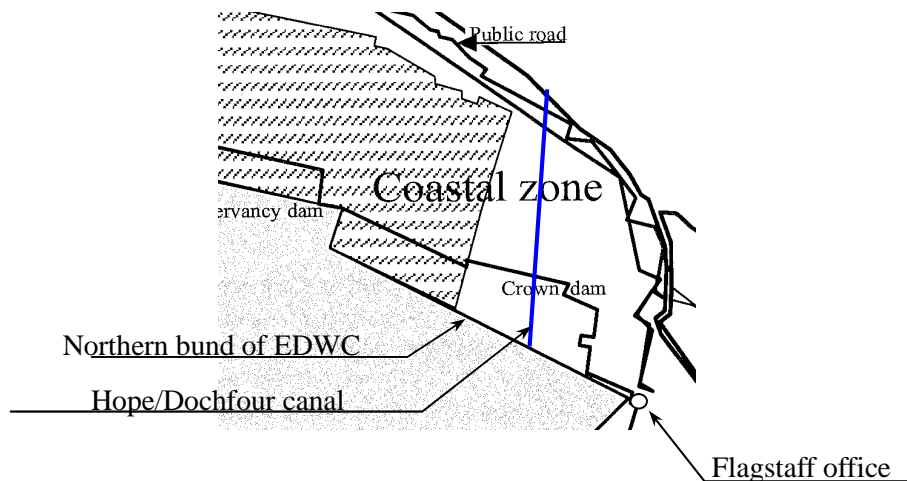 Public road
Coastal zone
ervancy dam
Crown dam
Northern bund of EDWC
Hope/Dochfour canal
Flagstaff office